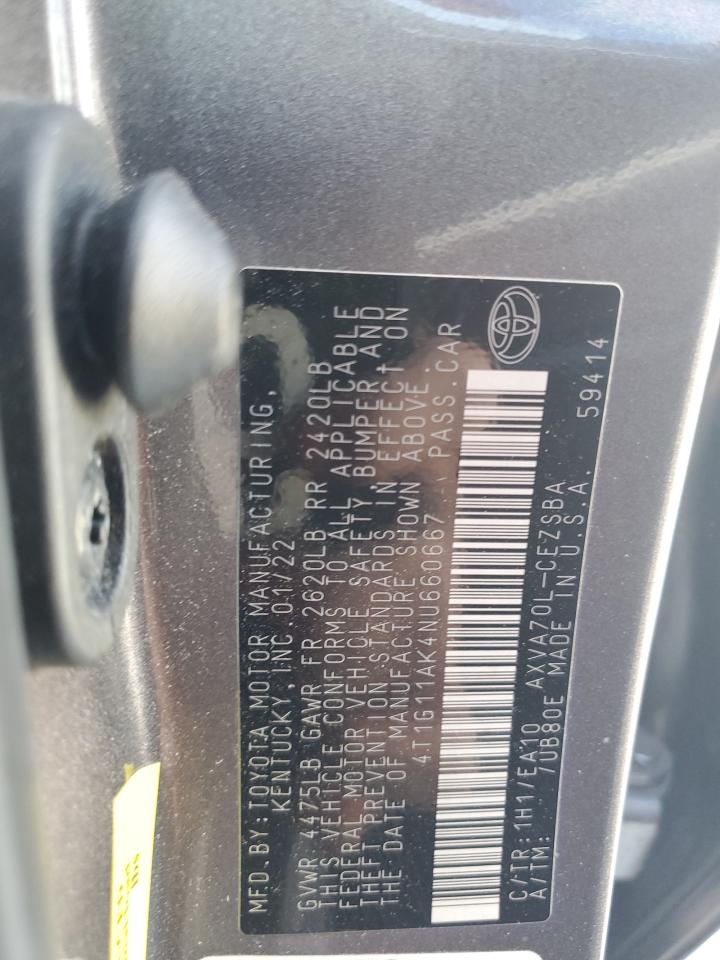 MFD.BY:TOYOTA MOTOR MANUFACTURING,
KENTUCKY,INC.01/22
GVWR 4475LB GAWR FR 2620LB RR 2420LB
THIS VEHICLE CONFORMS TO ALL APPLICABLE
FEDERAL MOTOR VEHICLE SAFETY, BUMPER AND
THEFT PREVENTION STANDARDS IN EFFECT ON
THE DATE OF MANUFACTURE SHOWN ABOVE.
4T1G11AK4NU660667 PASS.CAR
C/TR:1H1/EA10 AXVA70L-CEZSBA
A/TM: /UB80E MADE IN U.S.A. 59414